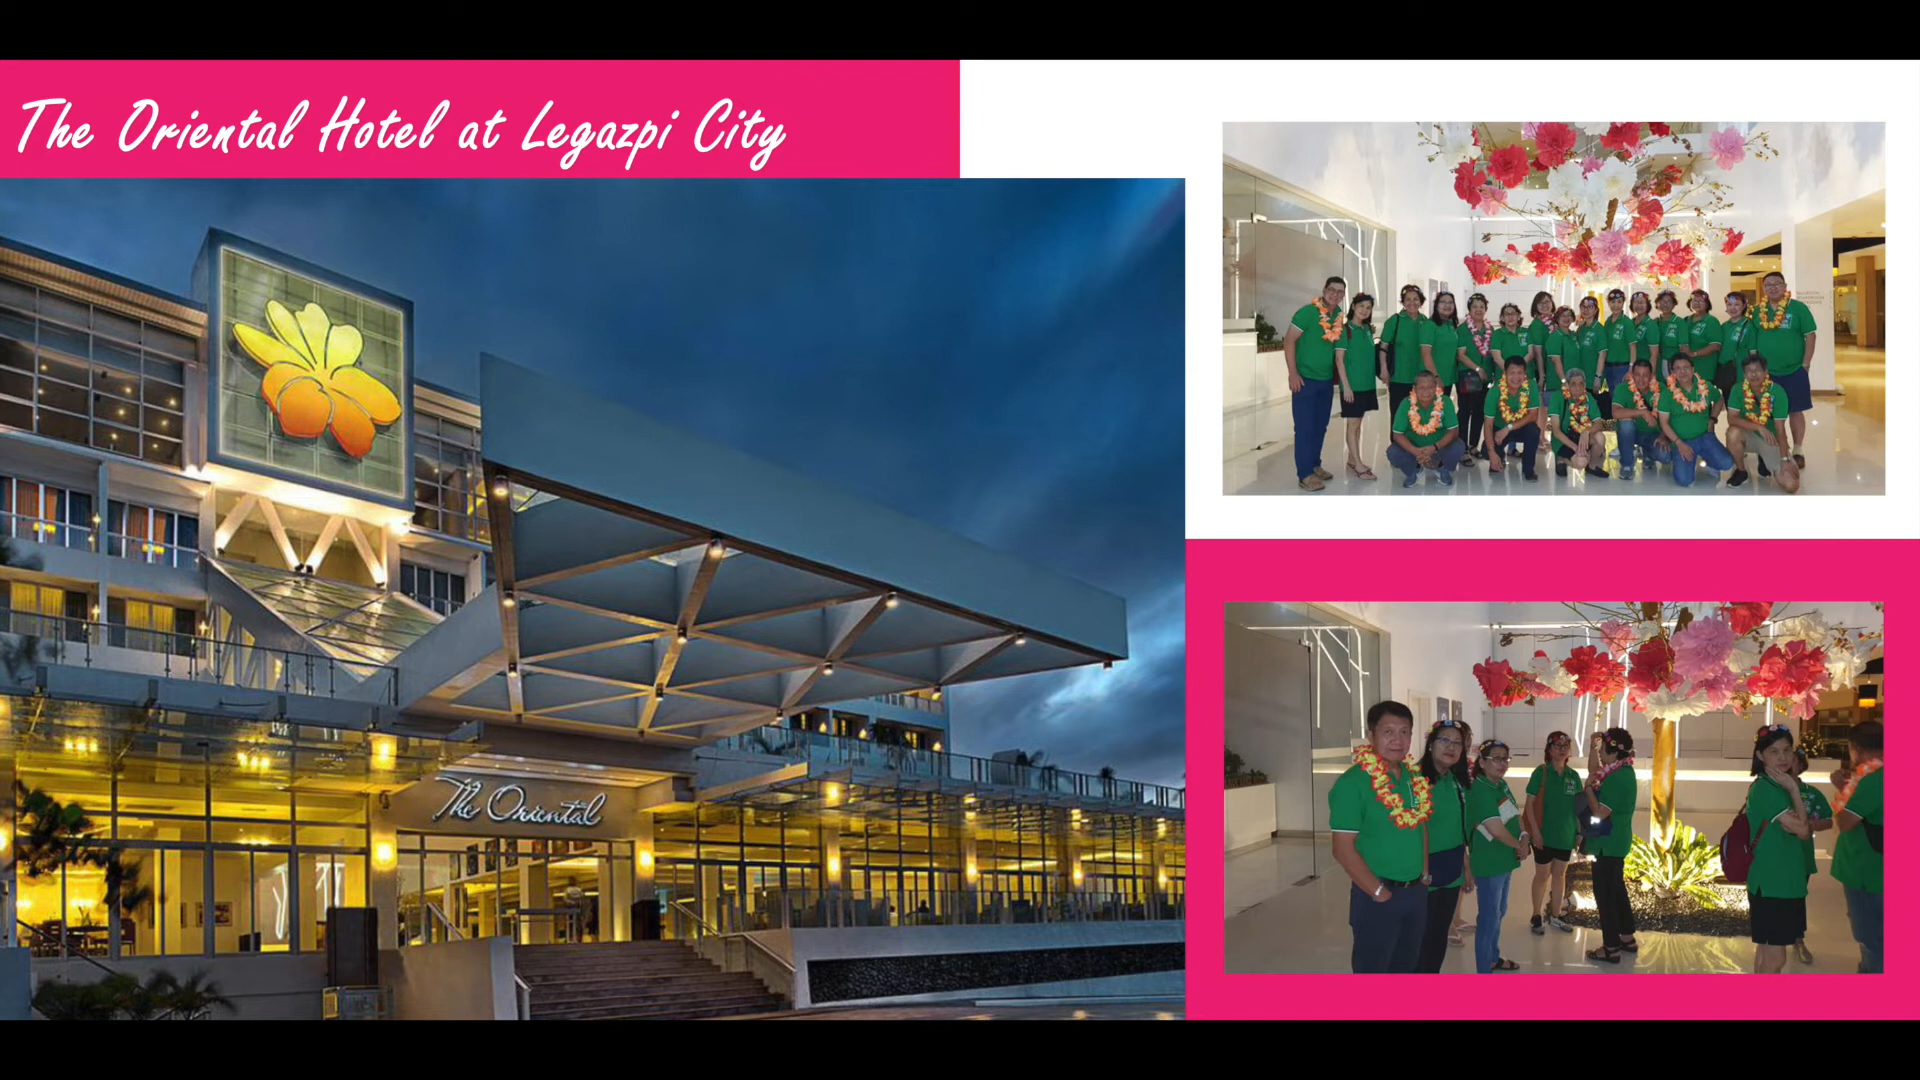 The Oriental Hotel at Legazpi City
The Oriental